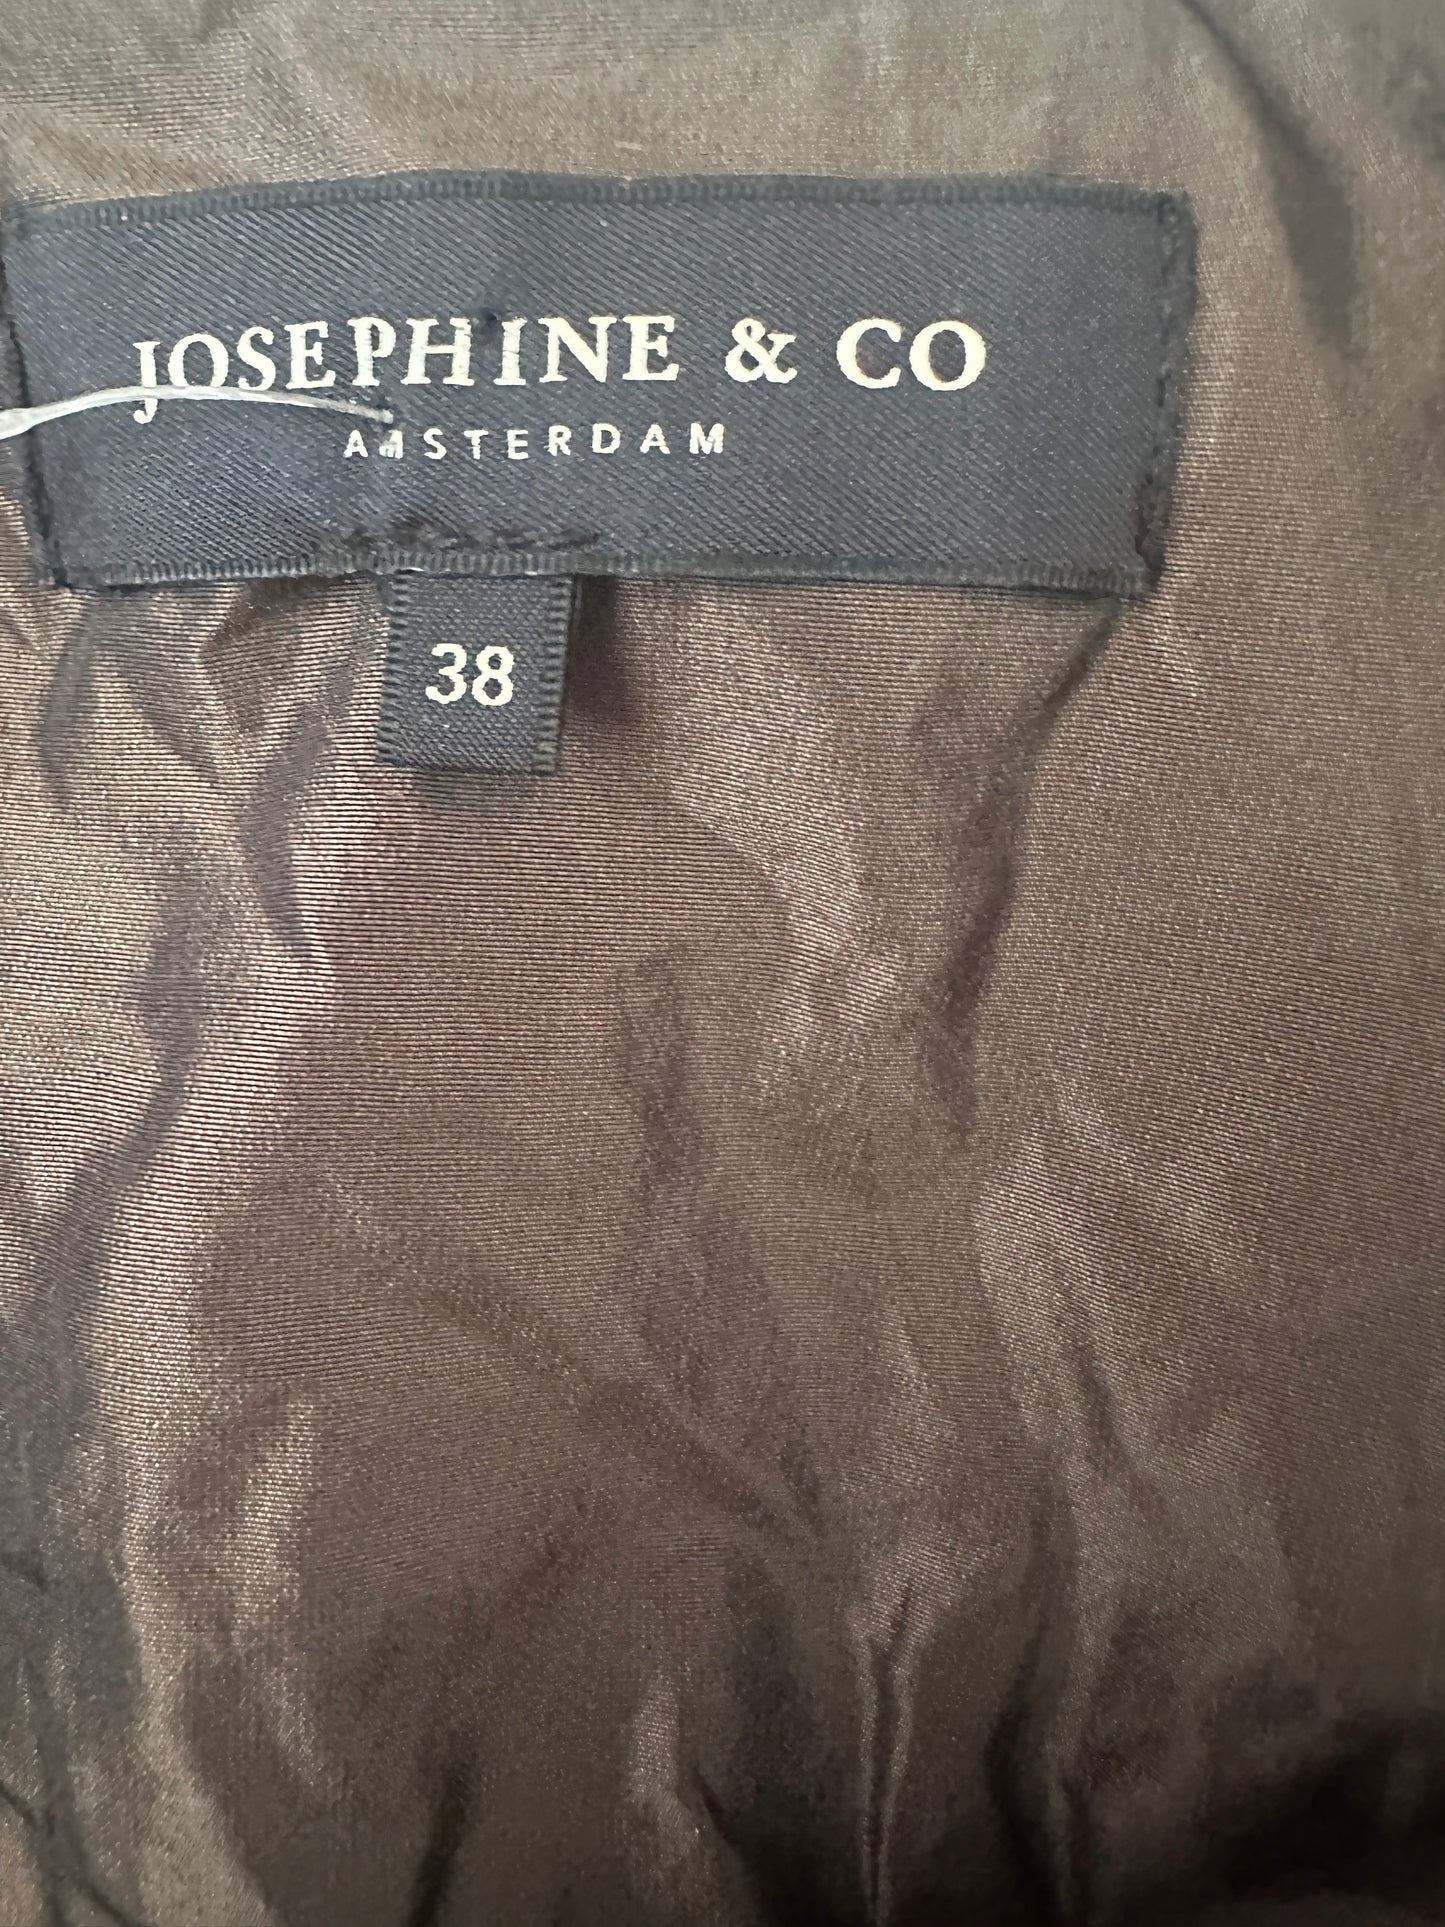 JOSEPHINE & CO
AMSTERDAM
38